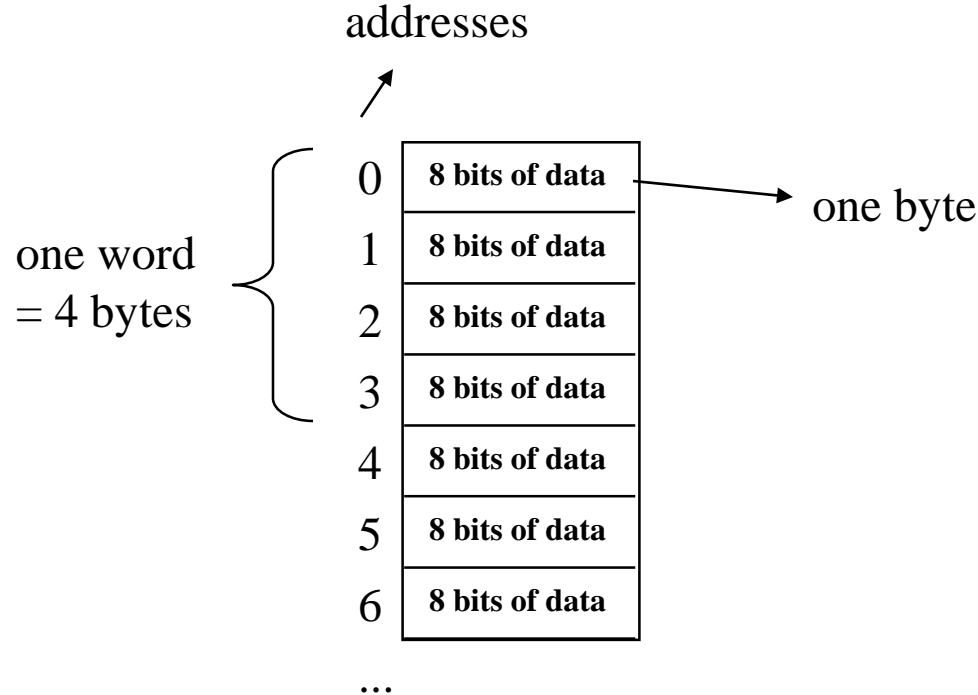 addresses
0 8 bits of data
one byte
1 8 bits of data
one word
= 4 bytes
2 8 bits of data
3 8 bits of data
4 8 bits of data
5 8 bits of data
6 8 bits of data
...